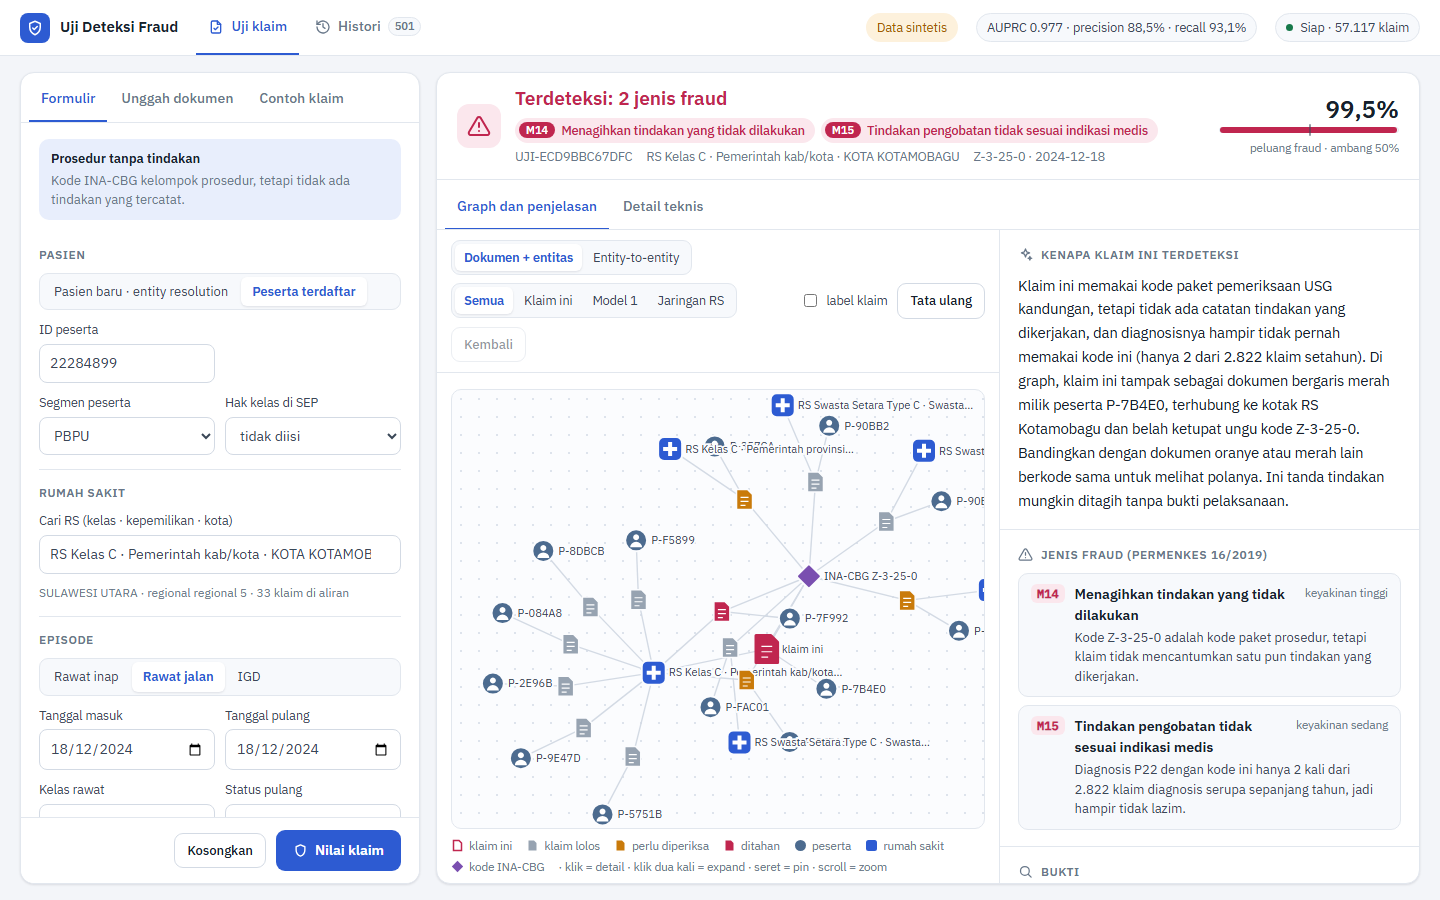 Uji Deteksi Fraud
Uji klaim
Histori 501
Data sintetis
AUPRC 0.977 · precision 88,5% · recall 93,1%
Siap · 57.117 klaim
Formulir
Unggah dokumen
Contoh klaim
Prosedur tanpa tindakan
Kode INA-CBG kelompok prosedur, tetapi tidak ada
tindakan yang tercatat.
PASIEN
Pasien baru · entity resolution
Peserta terdaftar
ID peserta
22284899
Segmen peserta
Hak kelas di SEP
PBPU
tidak diisi
RUMAH SAKIT
Cari RS (kelas · kepemilikan · kota)
RS Kelas C · Pemerintah kab/kota · KOTA KOTAMOB
SULAWESI UTARA · regional regional 5 · 33 klaim di aliran
EPISODE
Rawat inap
Rawat jalan
IGD
Tanggal masuk
Tanggal pulang
18/12/2024
18/12/2024
Kelas rawat
Status pulang
Kosongkan
Nilai klaim
Terdeteksi: 2 jenis fraud
M14 Menagihkan tindakan yang tidak dilakukan
M15 Tindakan pengobatan tidak sesuai indikasi medis
UJI-ECD9BBC67DFC RS Kelas C · Pemerintah kab/kota · KOTA KOTAMOBAGU Z-3-25-0 · 2024-12-18
99,5%
peluang fraud · ambang 50%
Graph dan penjelasan
Detail teknis
Dokumen + entitas
Entity-to-entity
Semua
Klaim ini
Model 1
Jaringan RS
label klaim
Tata ulang
Kembali
RS Swasta Setara Type C · Swasta...
P-90BB2
RS Kelas C · Pemerintah provinsi...
RS Swast
P-90E
P-F5899
P-8DBCB
INA-CBG Z-3-25-0
P-084A8
P-7F992
P-
klaim ini
RS Kelas C · Pemerintah kab/kota...
P-2E96B
P-7B4E0
P-FAC01
RS Swasta Setara Type C · Swasta...
P-9E47D
P-5751B
klaim ini
klaim lolos
perlu diperiksa
ditahan
peserta
rumah sakit
kode INA-CBG
· klik = detail · klik dua kali = expand · seret = pin · scroll = zoom
KENAPA KLAIM INI TERDETEKSI
Klaim ini memakai kode paket pemeriksaan USG
kandungan, tetapi tidak ada catatan tindakan yang
dikerjakan, dan diagnosisnya hampir tidak pernah
memakai kode ini (hanya 2 dari 2.822 klaim setahun). Di
graph, klaim ini tampak sebagai dokumen bergaris merah
milik peserta P-7B4E0, terhubung ke kotak RS
Kotamobagu dan belah ketupat ungu kode Z-3-25-0.
Bandingkan dengan dokumen oranye atau merah lain
berkode sama untuk melihat polanya. Ini tanda tindakan
mungkin ditagih tanpa bukti pelaksanaan.
JENIS FRAUD (PERMENKES 16/2019)
M14 Menagihkan tindakan yang tidak keyakinan tinggi
dilakukan
Kode Z-3-25-0 adalah kode paket prosedur, tetapi
klaim tidak mencantumkan satu pun tindakan yang
dikerjakan.
M15 Tindakan pengobatan tidak keyakinan sedang
sesuai indikasi medis
Diagnosis P22 dengan kode ini hanya 2 kali dari
2.822 klaim diagnosis serupa sepanjang tahun, jadi
hampir tidak lazim.
BUKTI